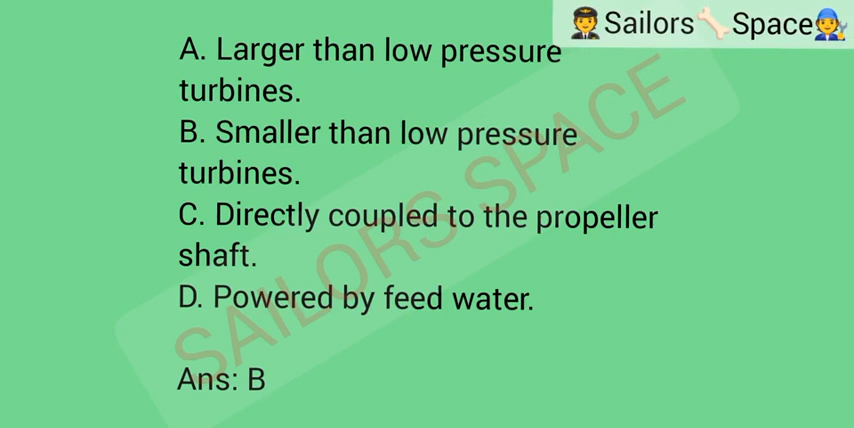 Sailors Space
A. Larger than low pressure
turbines.
B. Smaller than low pressure
turbines.
C. Directly coupled to the propeller
shaft.
D. Powered by feed water.
Ans: B
SAILORS SPACE